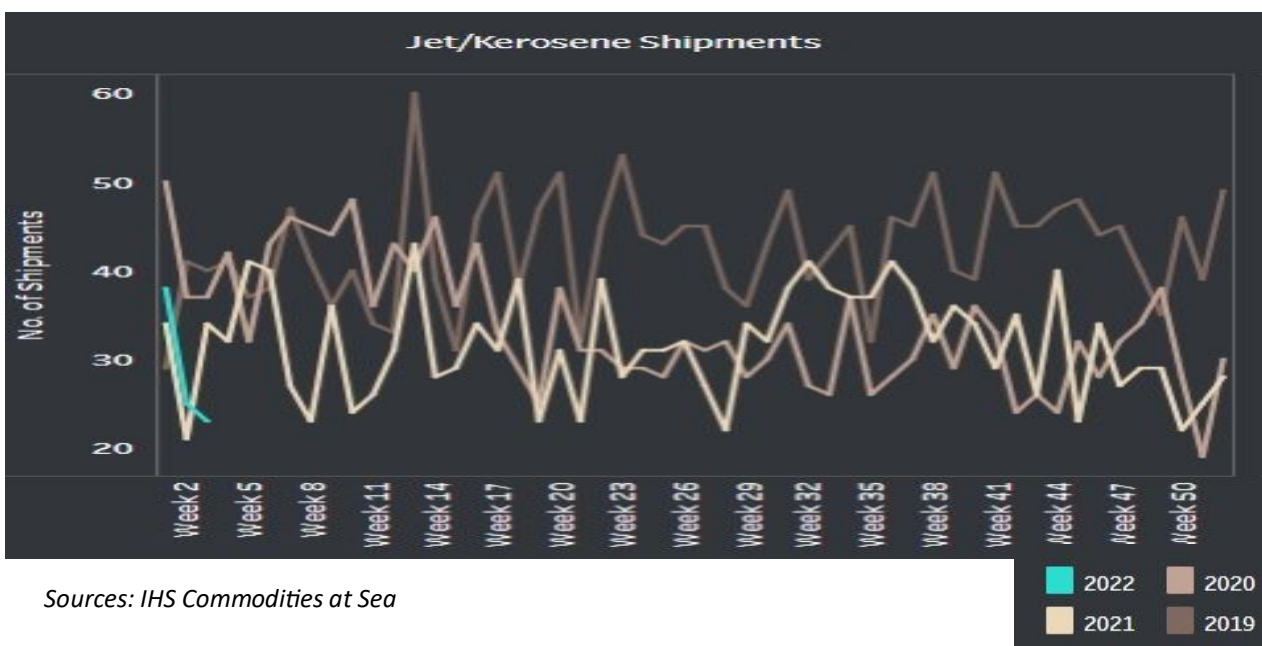 Jet/Kerosene Shipments
No. of Shipments
60
50
40
30
20
Week 2
Week 5
Week 8
Week 11
Week 14
Week 17
Week 20
Week 23
Week 26
Week 29
Week 32
Week 35
Week 38
Week 41
Week 44
Week 47
Week 50
Sources: IHS Commodities at Sea
2022
2020
2021
2019